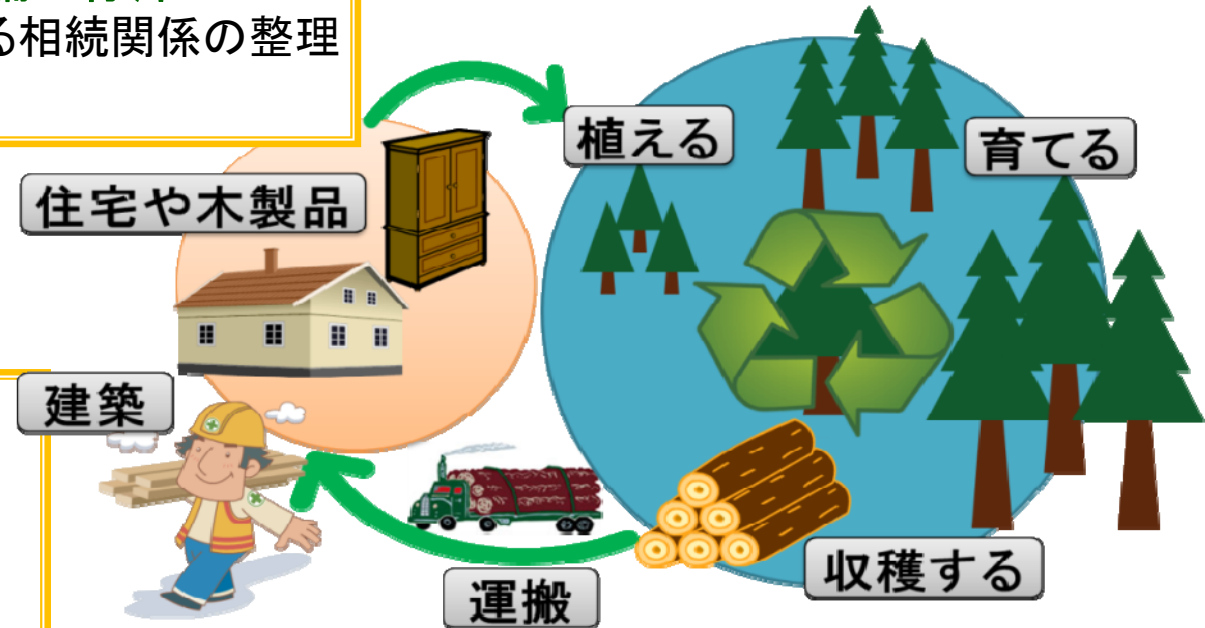 る相続関係の整理
植える
育てる
住宅や木製品
建築
収穫する
運搬